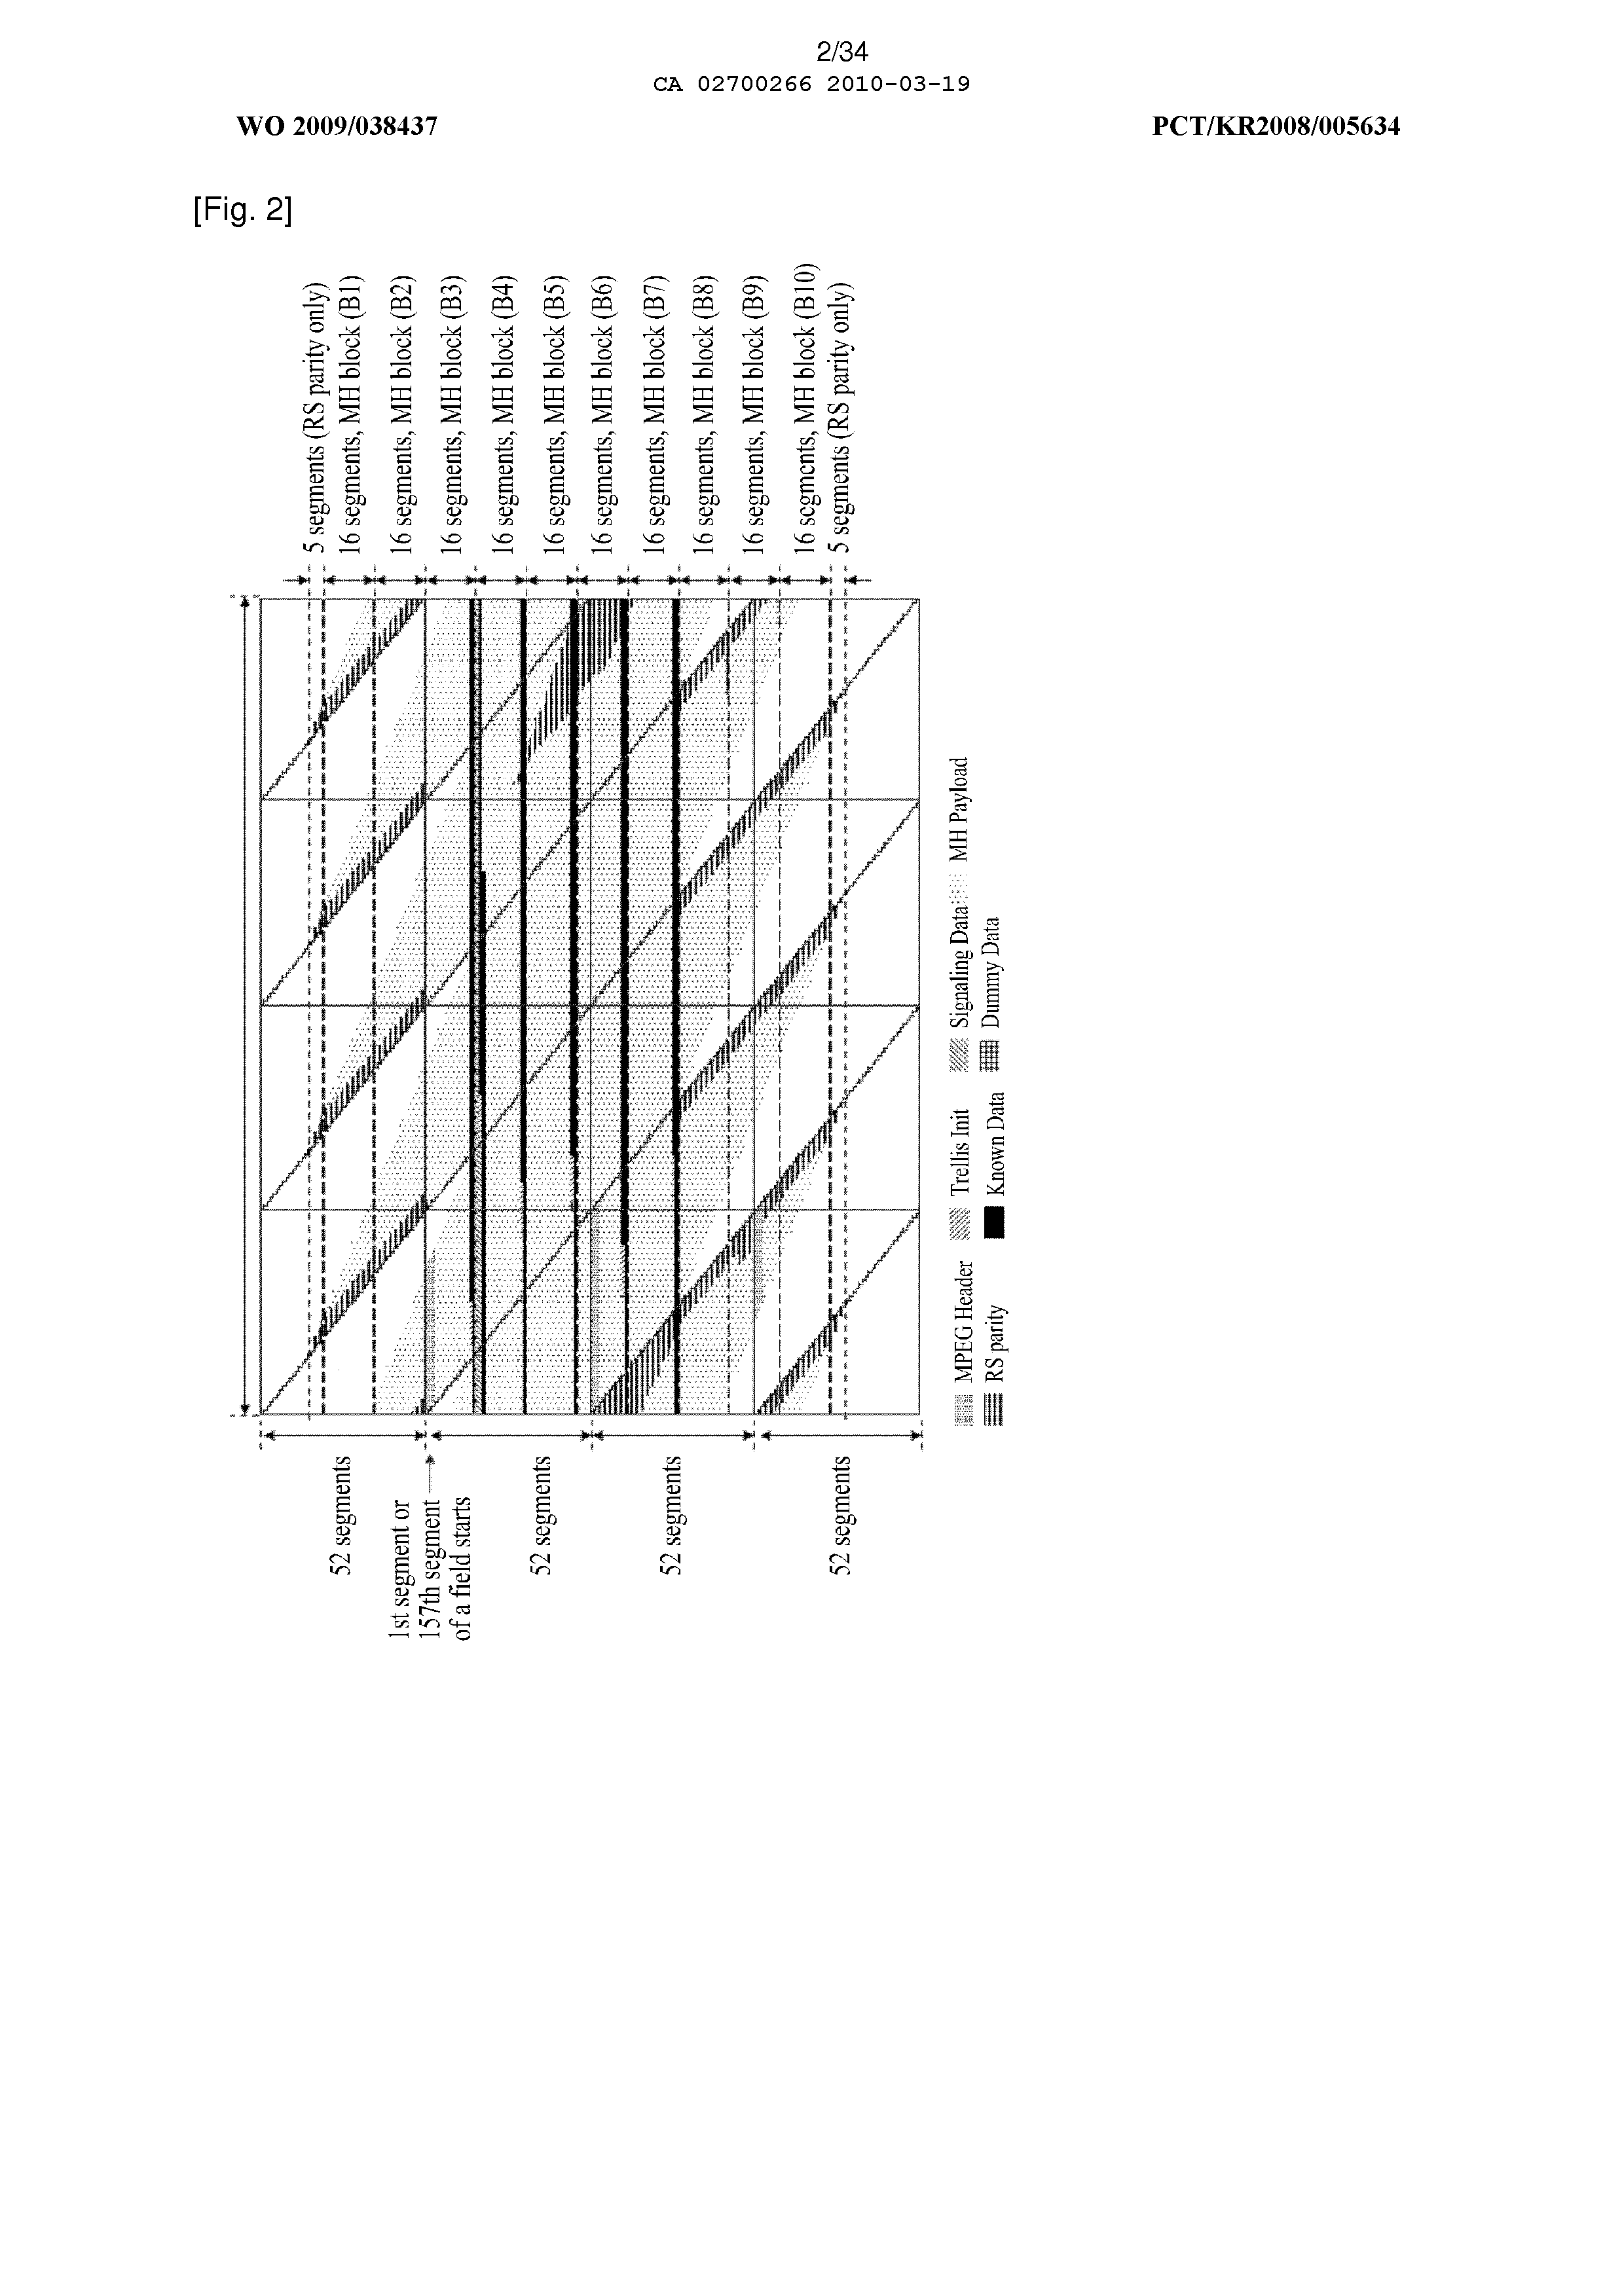 2/34
CA 02700266 2010-03-19
WO 2009/038437
PCT/KR2008/005634
[Fig. 2]
5 segments (RS parity only)
16 segments, MH block (B1)
16 segments, MH block (B2)
16 segments, MH block (B3)
16 segments, MH block (B4)
16 segments, MH block (B5)
16 segments, MH block (B6)
16 segments, MH block (B7)
16 segments, MH block (B8)
16 segments, MH block (B9)
16 segments, MH block (B10)
5 segments (RS parity only)
52 segments
1st segment or
157th segment
of a field starts
52 segments
52 segments
52 segments
MPEG Header
Trellis Init
Signaling Data
MH Payload
RS parity
Known Data
Dummy Data